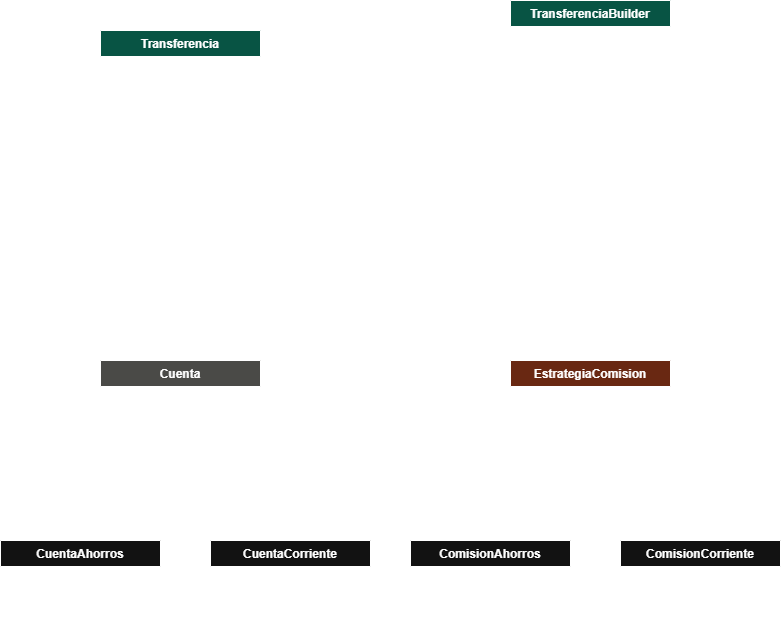 TransferenciaBuilder
Transferencia
Cuenta
EstrategiaComision
CuentaAhorros
CuentaCorriente
ComisionAhorros
ComisionCorriente